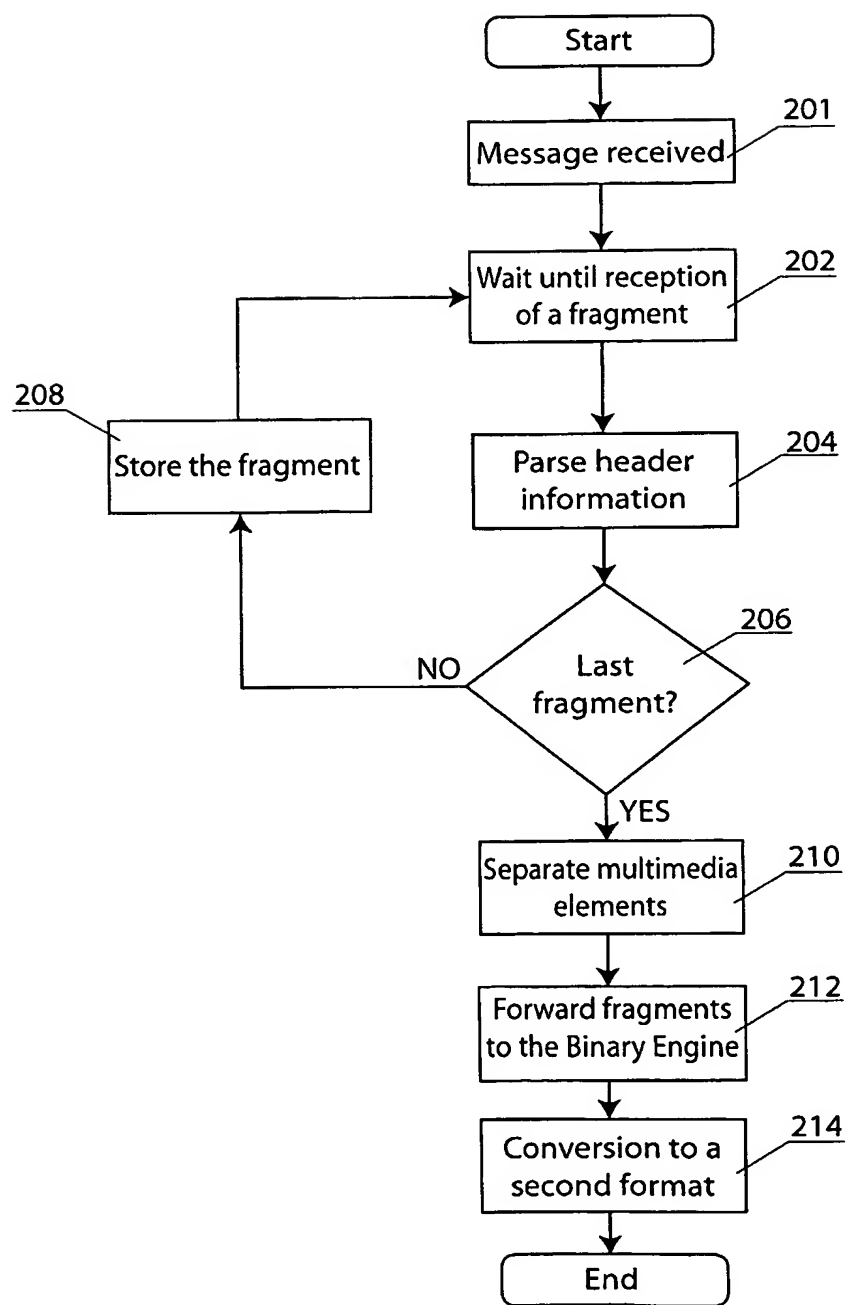 Start
201
Message received
202
Wait until reception
of a fragment
208
Store the fragment
204
Parse header
information
206
Last
fragment?
NO
YES
210
Separate multimedia
elements
212
Forward fragments
to the Binary Engine
214
Conversion to a
second format
End